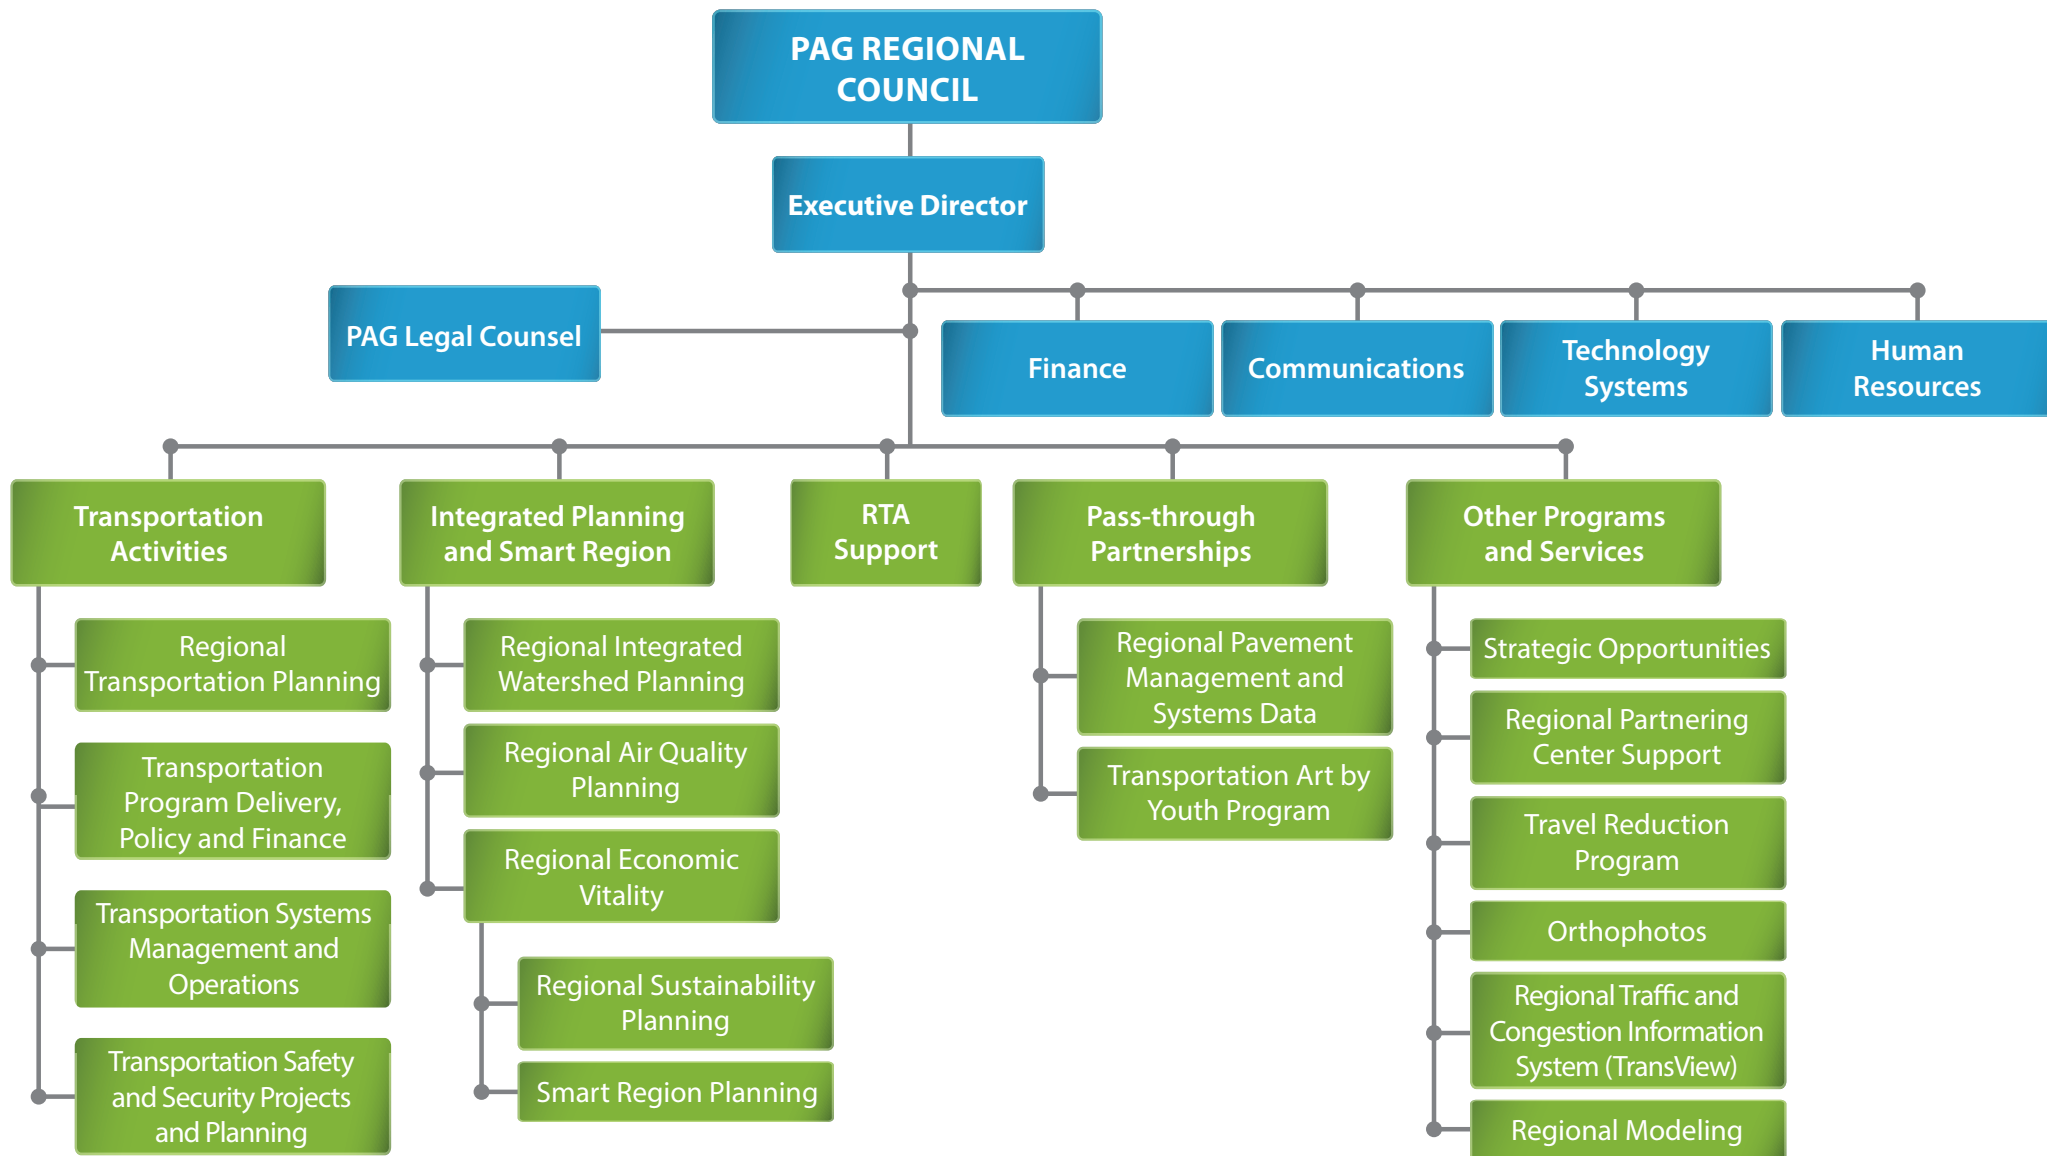 PAG REGIONAL
COUNCIL
Executive Director
PAG Legal Counsel
Finance
Communications
Technology
Systems
Human
Resources
Transportation
Activities
Integrated Planning
and Smart Region
RTA
Support
Pass-through
Partnerships
Other Programs
and Services
Regional
Transportation Planning
Transportation
Program Delivery,
Policy and Finance
Transportation Systems
Management and
Operations
Transportation Safety
and Security Projects
and Planning
Regional Integrated
Watershed Planning
Regional Air Quality
Planning
Regional Economic
Vitality
Regional Sustainability
Planning
Smart Region Planning
Regional Pavement
Management and
Systems Data
Transportation Art by
Youth Program
Strategic Opportunities
Regional Partnering
Center Support
Travel Reduction
Program
Orthophotos
Regional Traffic and
Congestion Information
System (TransView)
Regional Modeling